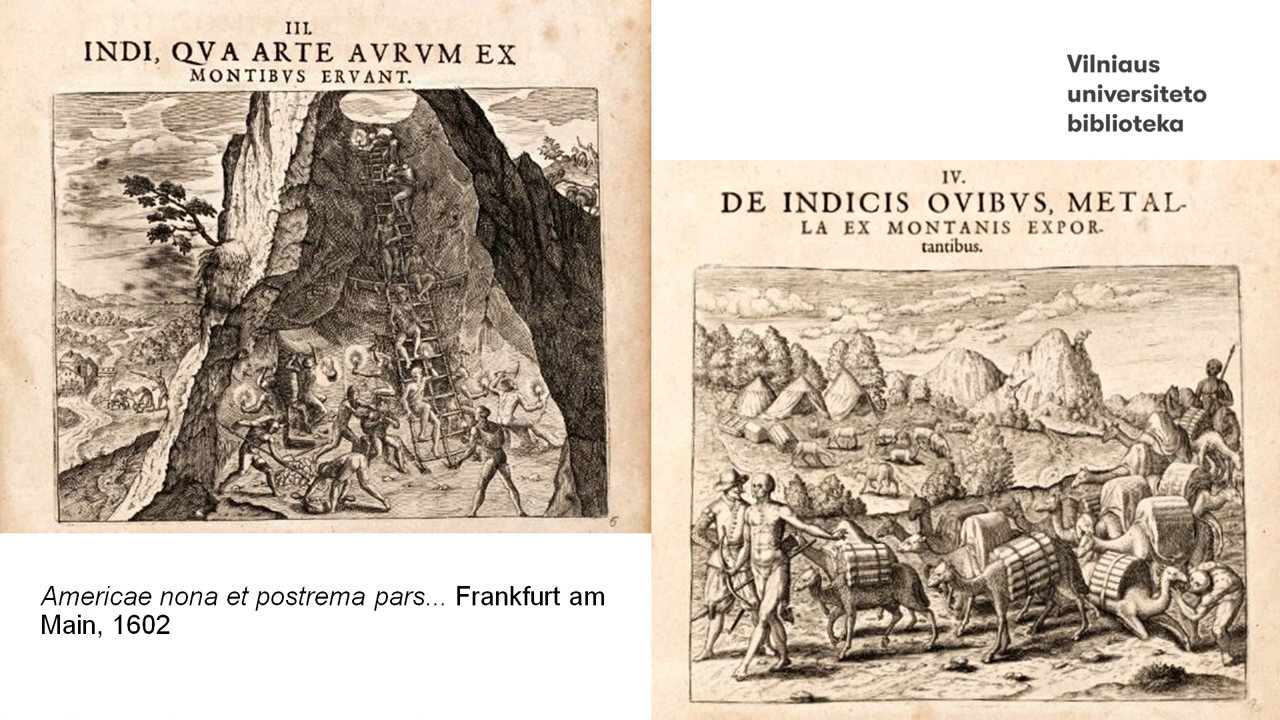 III.
INDI, QVA ARTE AVRVM EX
MONTIBVS ERVANT.
Vilniaus
universiteto
biblioteka
IV.
DE INDICIS OVIBVS, METAL-
LA EX MONTANIS EXPOR-
tantibus.
Americae nona et postrema pars... Frankfurt am
Main, 1602